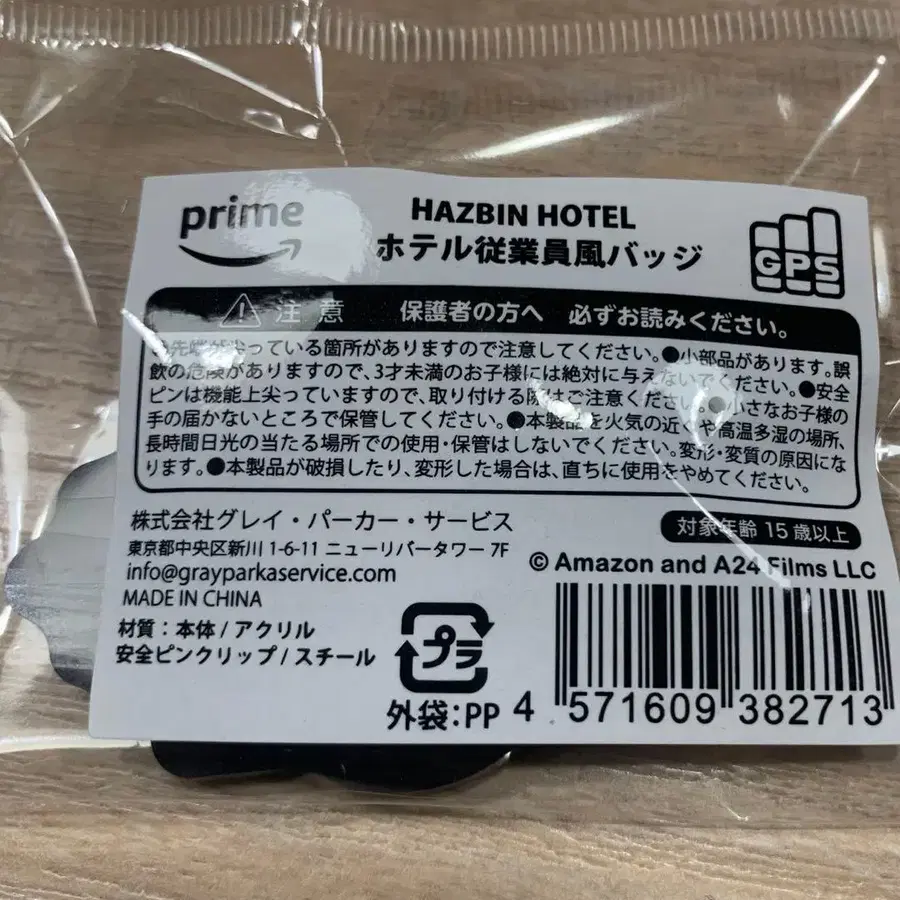 prime
HAZBIN HOTEL
ホテル従業員風バッジ
GPS
注意 保護者の方へ 必ずお読みください。
先端が尖っている箇所がありますので注意してください。●小部品があります。誤
飲の危険がありますので、3才未満のお子様には絶対に与えないでください。●安全
ピンは機能上尖っていますので、取り付ける際はご注意ください。●小さなお子様の
手の届かないところで保管してください。●本製品を火気の近くや高温多湿の場所、
長時間日光の当たる場所での使用・保管はしないでください。変形・変質の原因にな
ります。●本製品が破損したり、変形した場合は、直ちに使用をやめてください。
株式会社グレイ・パーカー・サービス
対象年齢 15歳以上
東京都中央区新川 1-6-11 ニューリバータワー 7F
info@grayparkaservice.com
© Amazon and A24 Films LLC
MADE IN CHINA
材質：本体/アクリル
安全ピンクリップ/スチール
プラ
外袋：PP
4 571609 382713